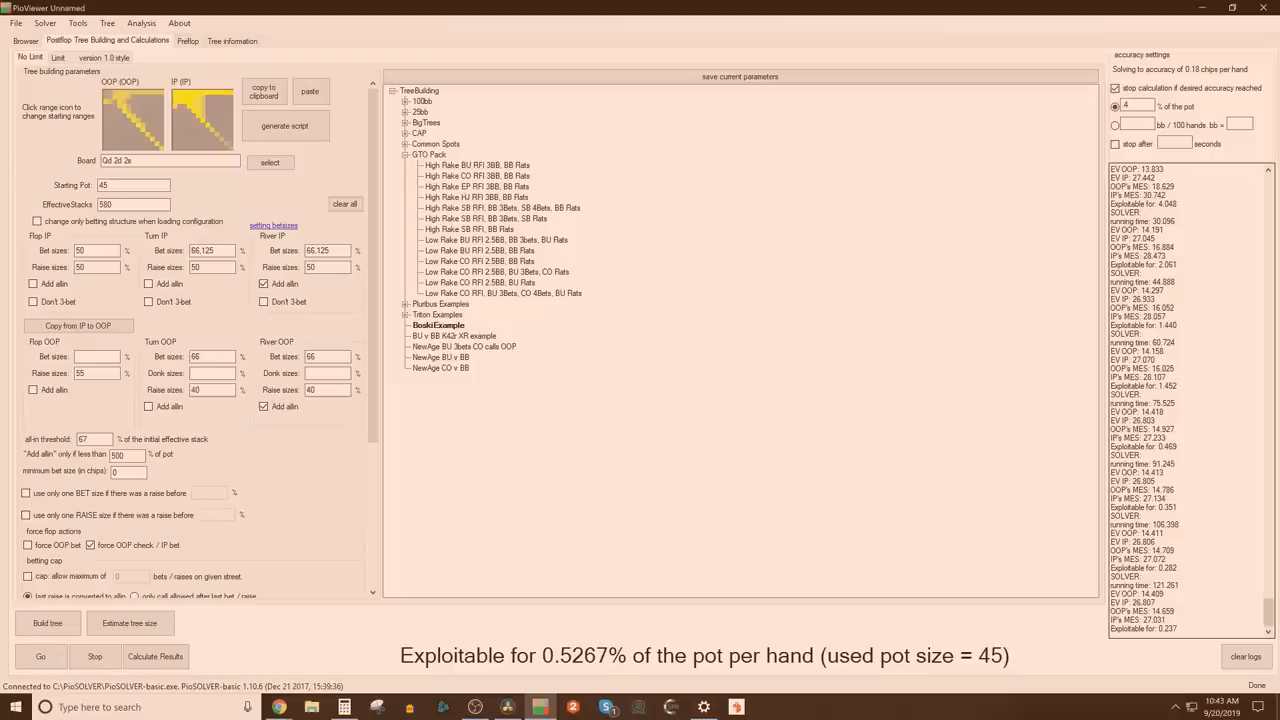 PioViewer Unnamed
File Solver Tools Tree Analysis About
Browser Postflop Tree Building and Calculations Preflop Tree information
No Limit Limit version 1.0 style
Tree building parameters
OOP (OOP) IP (IP)
Click range icon to
change starting ranges
copy to
clipboard
paste
generate script
Board Qd 2d 2s select
Starting Pot: 45
EffectiveStacks 580 clear all
change only betting structure when loading configuration
setting betsizes
Flop IP Turn IP River IP
Bet sizes: 50 % Bet sizes: 66,125 % Bet sizes: 66,125 %
Raise sizes: 50 % Raise sizes: 50 % Raise sizes: 50 %
Add allin Add allin Add allin
Don't 3-bet Don't 3-bet Don't 3-bet
Copy from IP to OOP
Flop OOP Turn OOP River OOP
Bet sizes: % Bet sizes: 66 % Bet sizes: 66 %
Raise sizes: 55 % Donk sizes: % Donk sizes: %
Add allin Raise sizes: 40 % Raise sizes: 40 %
Add allin Add allin
all-in threshold: 67 % of the initial effective stack.
"Add allin" only if less than 500 % of pot
minimum bet size (in chips): 0
use only one BET size if there was a raise before %
use only one RAISE size if there was a raise before %
force flop actions
force OOP bet force OOP check / IP bet
betting cap
cap: allow maximum of 0 bets / raises on given street.
last raise is converted to allin only call allowed after last bet / raise
Build tree Estimate tree size
Go Stop Calculate Results
save current parameters
TreeBuilding
100bb
25bb
BigTrees
CAP
Common Spots
GTO Pack
High Rake BU RFI 3BB, BB Flats
High Rake CO RFI 3BB, BB Flats
High Rake EP RFI 3BB, BB Flats
High Rake HJ RFI 3BB, BB Flats
High Rake SB RFI, BB 3Bets, SB 4Bets, BB Flats
High Rake SB RFI, BB 3Bets, SB Flats
High Rake SB RFI, BB Flats
Low Rake BU RFI 2.5BB, BB 3bets, BU Flats
Low Rake BU RFI 2.5BB, BB Flats
Low Rake CO RFI 2.5BB, BB Flats
Low Rake CO RFI 2.5BB, BU 3Bets, CO Flats
Low Rake CO RFI 2.5BB, BU Flats
Low Rake CO RFI, BU 3Bets, CO 4Bets, BU Flats
Pluribus Examples
Triton Examples
BoskiExample
BU v BB K42r XR example
NewAge BU 3bets CO calls OOP
NewAge BU v BB
NewAge CO v BB
Exploitable for 0.5267% of the pot per hand (used pot size = 45)
accuracy settings
Solving to accuracy of 0.18 chips per hand
stop calculation if desired accuracy reached
.4 % of the pot
bb / 100 hands. bb =
stop after seconds
EV OOP: 13.833
EV IP: 27.442
OOP's MES: 18.629
IP's MES: 30.742
Exploitable for: 4.048
SOLVER:
running time: 30.096
EV OOP: 14.191
EV IP: 27.045
OOP's MES: 16.884
IP's MES: 28.473
Exploitable for: 2.061
SOLVER:
running time: 44.888
EV OOP: 14.297
EV IP: 26.933
OOP's MES: 16.052
IP's MES: 28.057
Exploitable for: 1.440
SOLVER:
running time: 60.724
EV OOP: 14.158
EV IP: 27.070
OOP's MES: 16.025
IP's MES: 28.107
Exploitable for: 1.452
SOLVER:
running time: 75.525
EV OOP: 14.418
EV IP: 26.803
OOP's MES: 14.927
IP's MES: 27.233
Exploitable for: 0.469
SOLVER:
running time: 91.245
EV OOP: 14.413
EV IP: 26.805
OOP's MES: 14.786
IP's MES: 27.134
Exploitable for: 0.351
SOLVER:
running time: 106.398
EV OOP: 14.411
EV IP: 26.806
OOP's MES: 14.709
IP's MES: 27.072
Exploitable for: 0.282
SOLVER:
running time: 121.261
EV OOP: 14.409
EV IP: 26.807
OOP's MES: 14.659
IP's MES: 27.031
Exploitable for: 0.237
clear logs
Connected to C:\PioSOLVER\PioSOLVER-basic.exe. PioSOLVER-basic 1.10.6 (Dec 21 2017, 15:39:36) Done
Type here to search
10:43 AM
9/20/2019